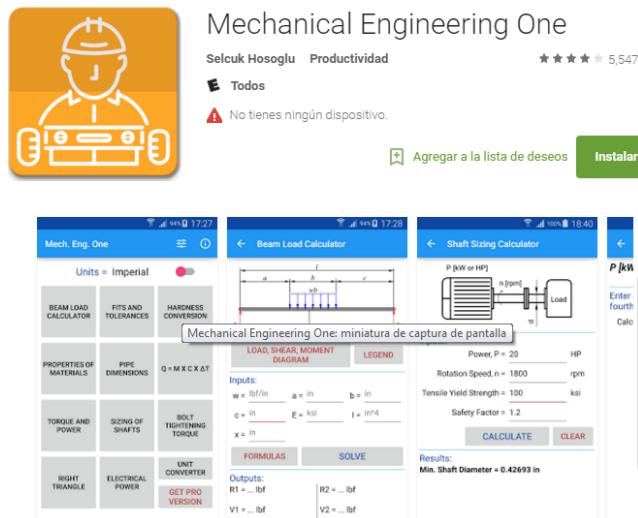 Mechanical Engineering One
Selcuk Hosoglu Productividad
5,547
E Todos
No tienes ningún dispositivo.
Agregar a la lista de deseos
Instalar
94% 17:27
Mech. Eng. One
Units = Imperial
BEAM LOAD CALCULATOR
FITS AND TOLERANCES
HARDNESS CONVERSION
PROPERTIES OF MATERIALS
PIPE DIMENSIONS
Q = M X C X ΔT
TORQUE AND POWER
SIZING OF SHAFTS
BOLT TIGHTENING TORQUE
RIGHT TRIANGLE
ELECTRICAL POWER
UNIT CONVERTER
GET PRO VERSION
94% 17:28
Beam Load Calculator
l
a b c
wb
Mechanical Engineering One: miniatura de captura de pantalla
LOAD, SHEAR, MOMENT DIAGRAM
LEGEND
Inputs:
w = lbf/in a = in b = in
c = in E = ksi I = in^4
x = in
FORMULAS SOLVE
Outputs:
R1 = ... lbf R2 = ... lbf
V1 = ... lbf V2 = ... lbf
100% 18:40
Shaft Sizing Calculator
P [kW or HP]
n [rpm]
Load
d
Power, P = 20 HP
Rotation Speed, n = 1800 rpm
Tensile Yield Strength = 100 ksi
Safety Factor = 1.2
CALCULATE CLEAR
Results:
Min. Shaft Diameter = 0.42693 in
P [kW
Enter
fourth
Calc